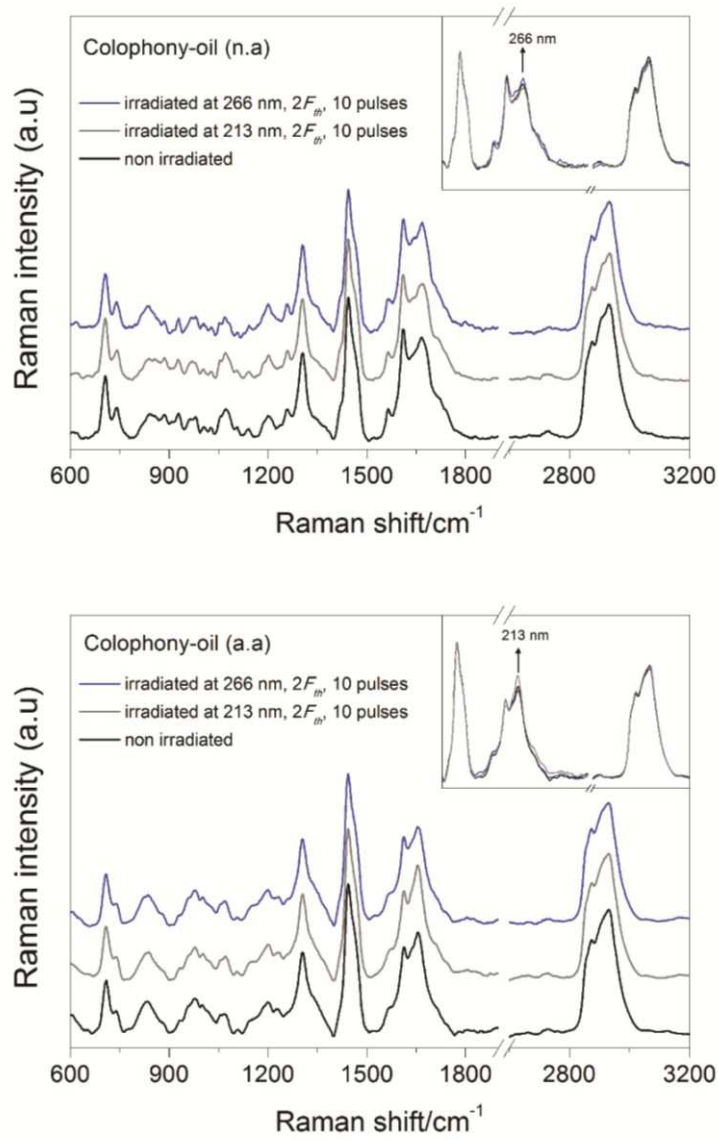 Colophony-oil (n.a)
266 nm
irradiated at 266 nm, 2Fth, 10 pulses
irradiated at 213 nm, 2Fth, 10 pulses
non irradiated
Raman intensity (a.u)
600 900 1200 1500 1800 2800 3200
Raman shift/cm-1
Colophony-oil (a.a)
213 nm
irradiated at 266 nm, 2Fth, 10 pulses
irradiated at 213 nm, 2Fth, 10 pulses
non irradiated
Raman intensity (a.u)
600 900 1200 1500 1800 2800 3200
Raman shift/cm-1